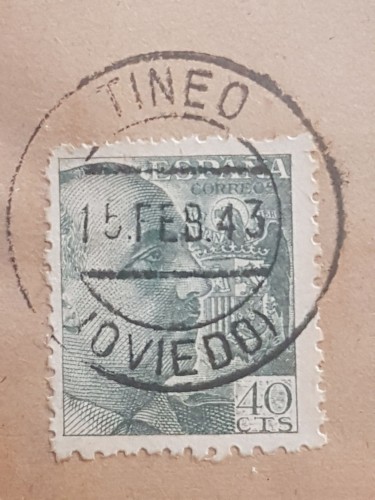 TINEO
ESPAÑA
CORREOS
15.FEB.43
(OVIEDO)
40
CTS